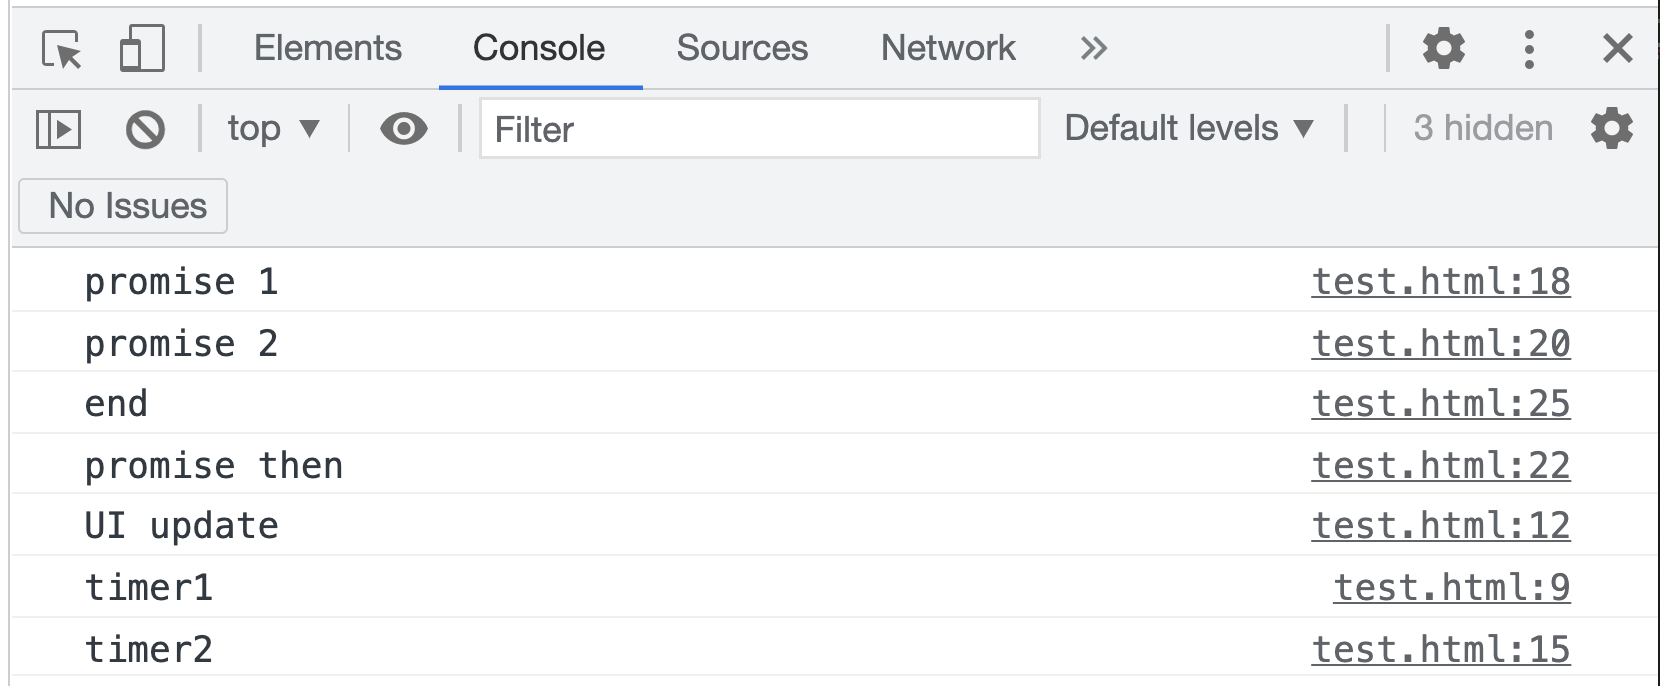 Elements Console Sources Network »
top ▼ Filter Default levels ▼ 3 hidden
No Issues
promise 1 test.html:18
promise 2 test.html:20
end test.html:25
promise then test.html:22
UI update test.html:12
timer1 test.html:9
timer2 test.html:15